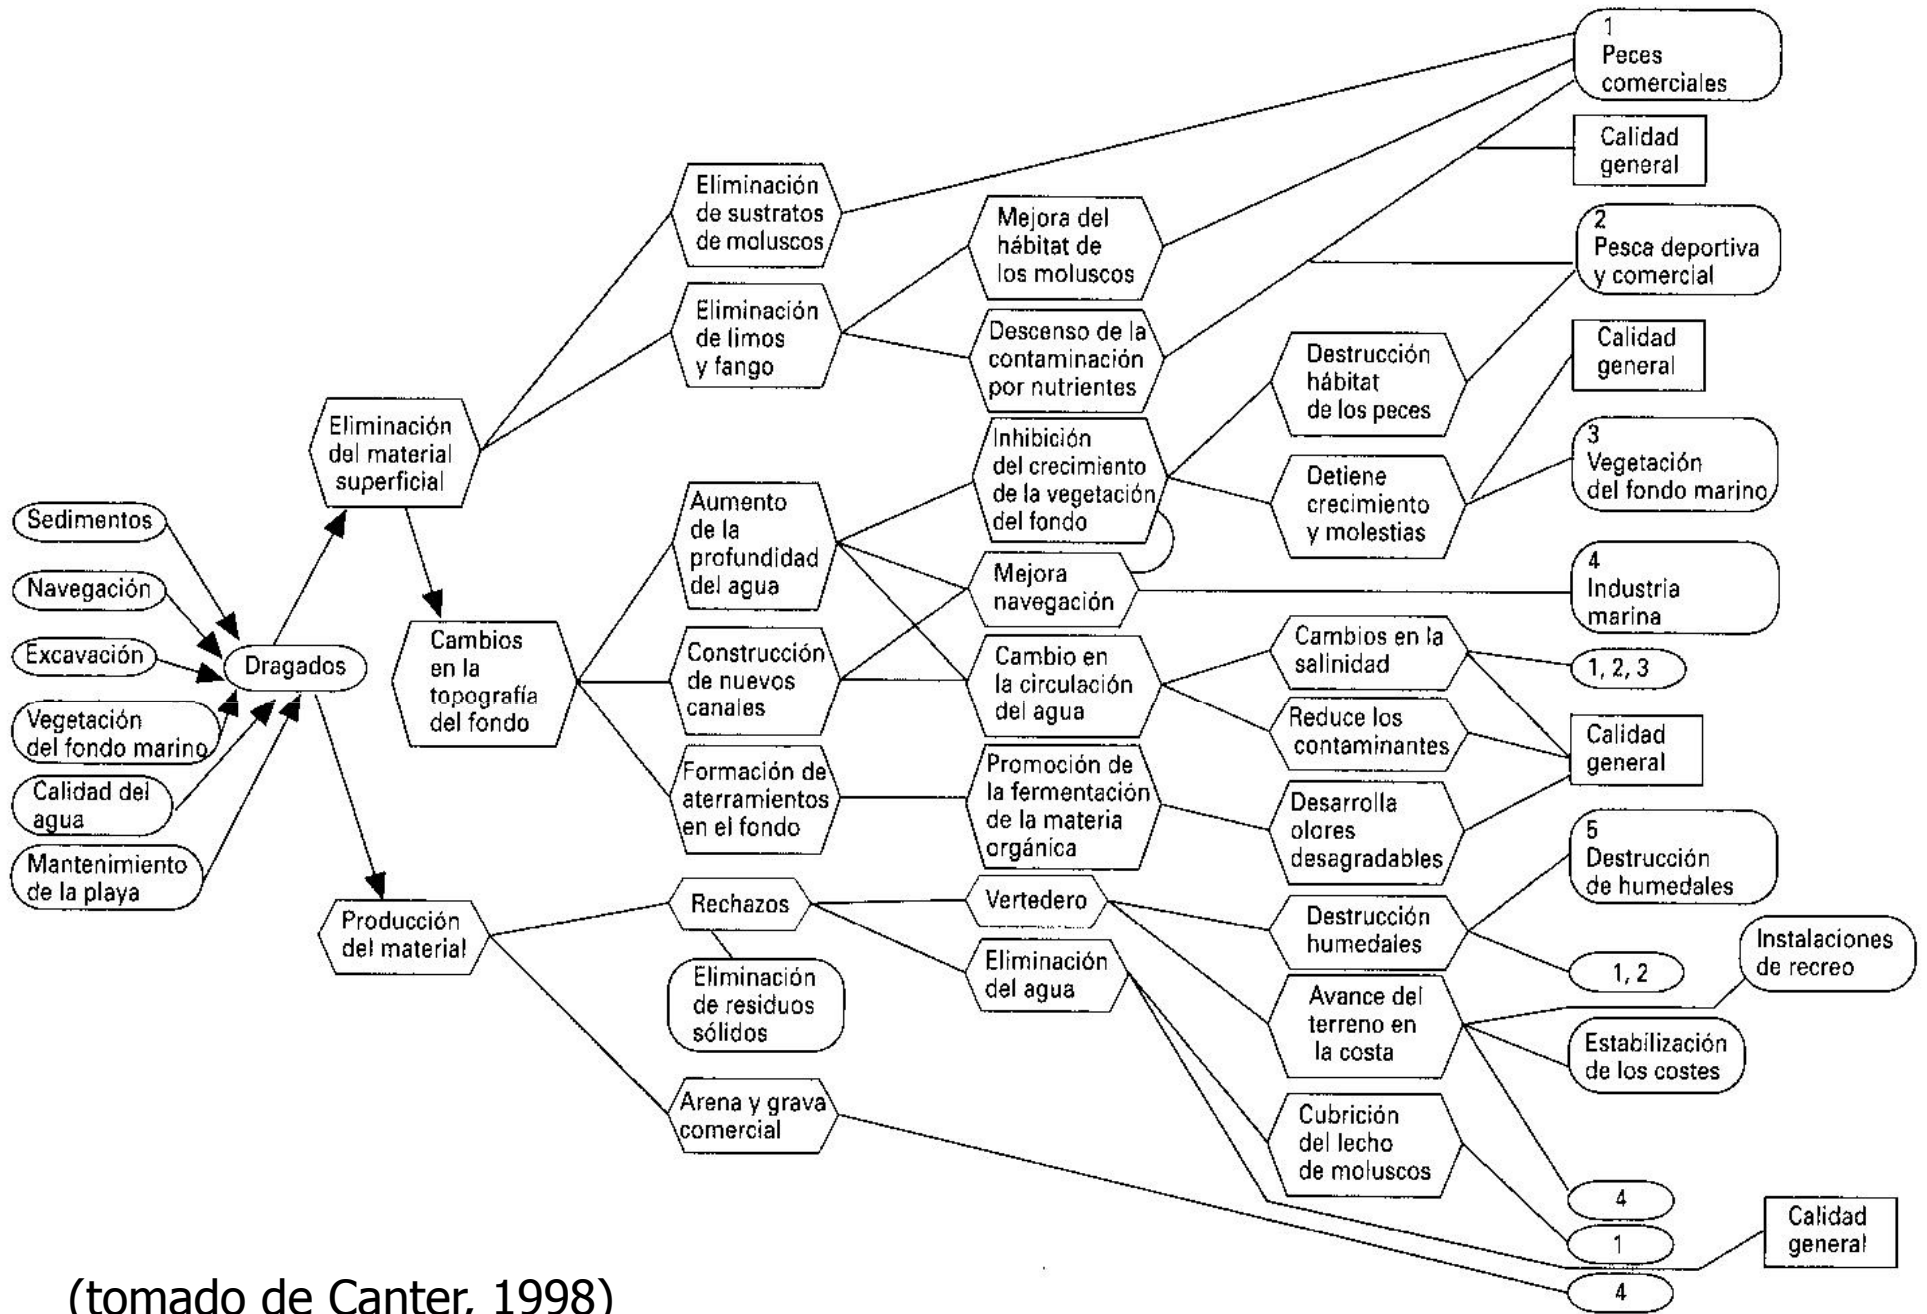 1
Peces
comerciales
Calidad
general
Eliminación
de sustratos
de moluscos
Mejora del
hábitat de
los moluscos
2
Pesca deportiva
y comercial
Eliminación
de limos
y fango
Descenso de la
contaminación
por nutrientes
Destrucción
hábitat
de los peces
Calidad
general
Eliminación
del material
superficial
Inhibición
del crecimiento
de la vegetación
del fondo
Detiene
crecimiento
y molestias
3
Vegetación
del fondo marino
Sedimentos
Navegación
Excavación
Vegetación
del fondo marino
Calidad del
agua
Mantenimiento
de la playa
Dragados
Cambios
en la
topografía
del fondo
Aumento
de la
profundidad
del agua
Mejora
navegación
4
Industria
marina
Construcción
de nuevos
canales
Cambio en
la circulación
del agua
Cambios en la
salinidad
1, 2, 3
Reduce los
contaminantes
Calidad
general
Formación de
aterramientos
en el fondo
Promoción de
la fermentación
de la materia
orgánica
Desarrolla
olores
desagradables
5
Destrucción
de humedales
Producción
del material
Rechazos
Vertedero
Destrucción
humedales
1, 2
Instalaciones
de recreo
Eliminación
de residuos
sólidos
Eliminación
del agua
Avance del
terreno en
la costa
Estabilización
de los costes
Arena y grava
comercial
Cubrición
del lecho
de moluscos
4
1
4
Calidad
general
(tomado de Canter, 1998)